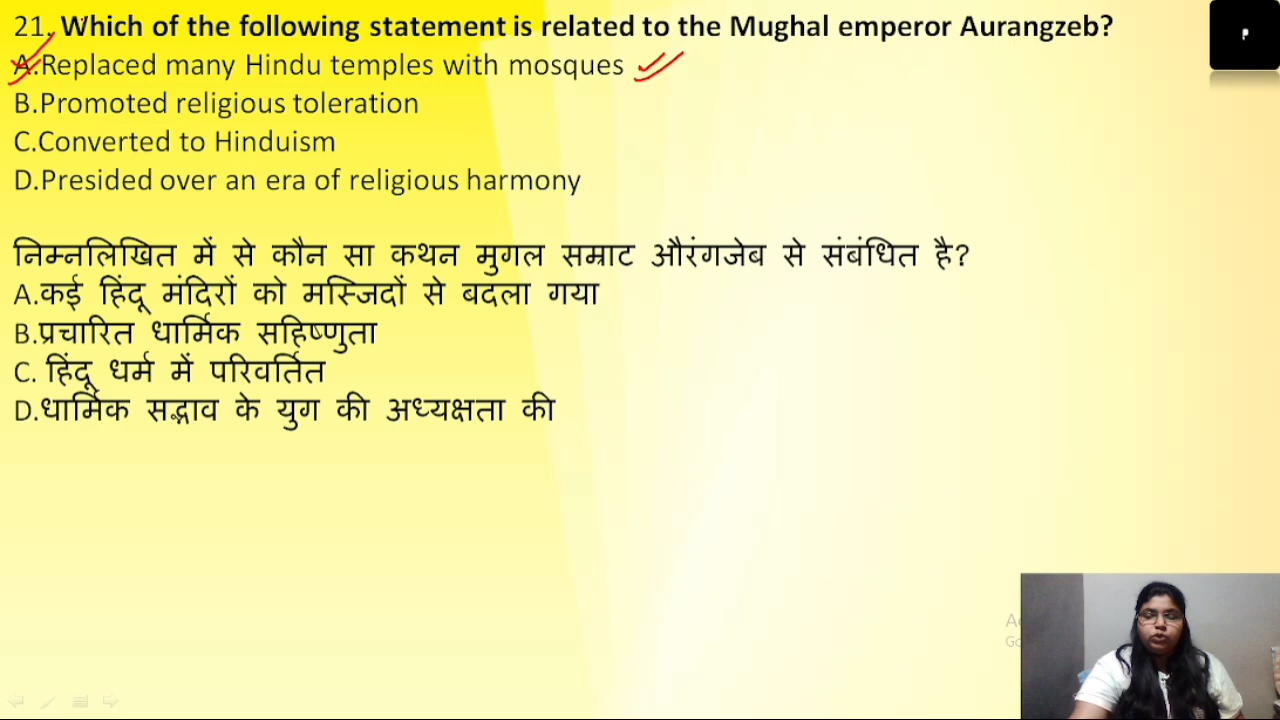 21. Which of the following statement is related to the Mughal emperor Aurangzeb?
A.Replaced many Hindu temples with mosques
B.Promoted religious toleration
C.Converted to Hinduism
D.Presided over an era of religious harmony
निम्नलिखित में से कौन सा कथन मुगल सम्राट औरंगजेब से संबंधित है?
A.कई हिंदू मंदिरों को मस्जिदों से बदला गया
B.प्रचारित धार्मिक सहिष्णुता
C. हिंदू धर्म में परिवर्तित
D.धार्मिक सद्भाव के युग की अध्यक्षता की